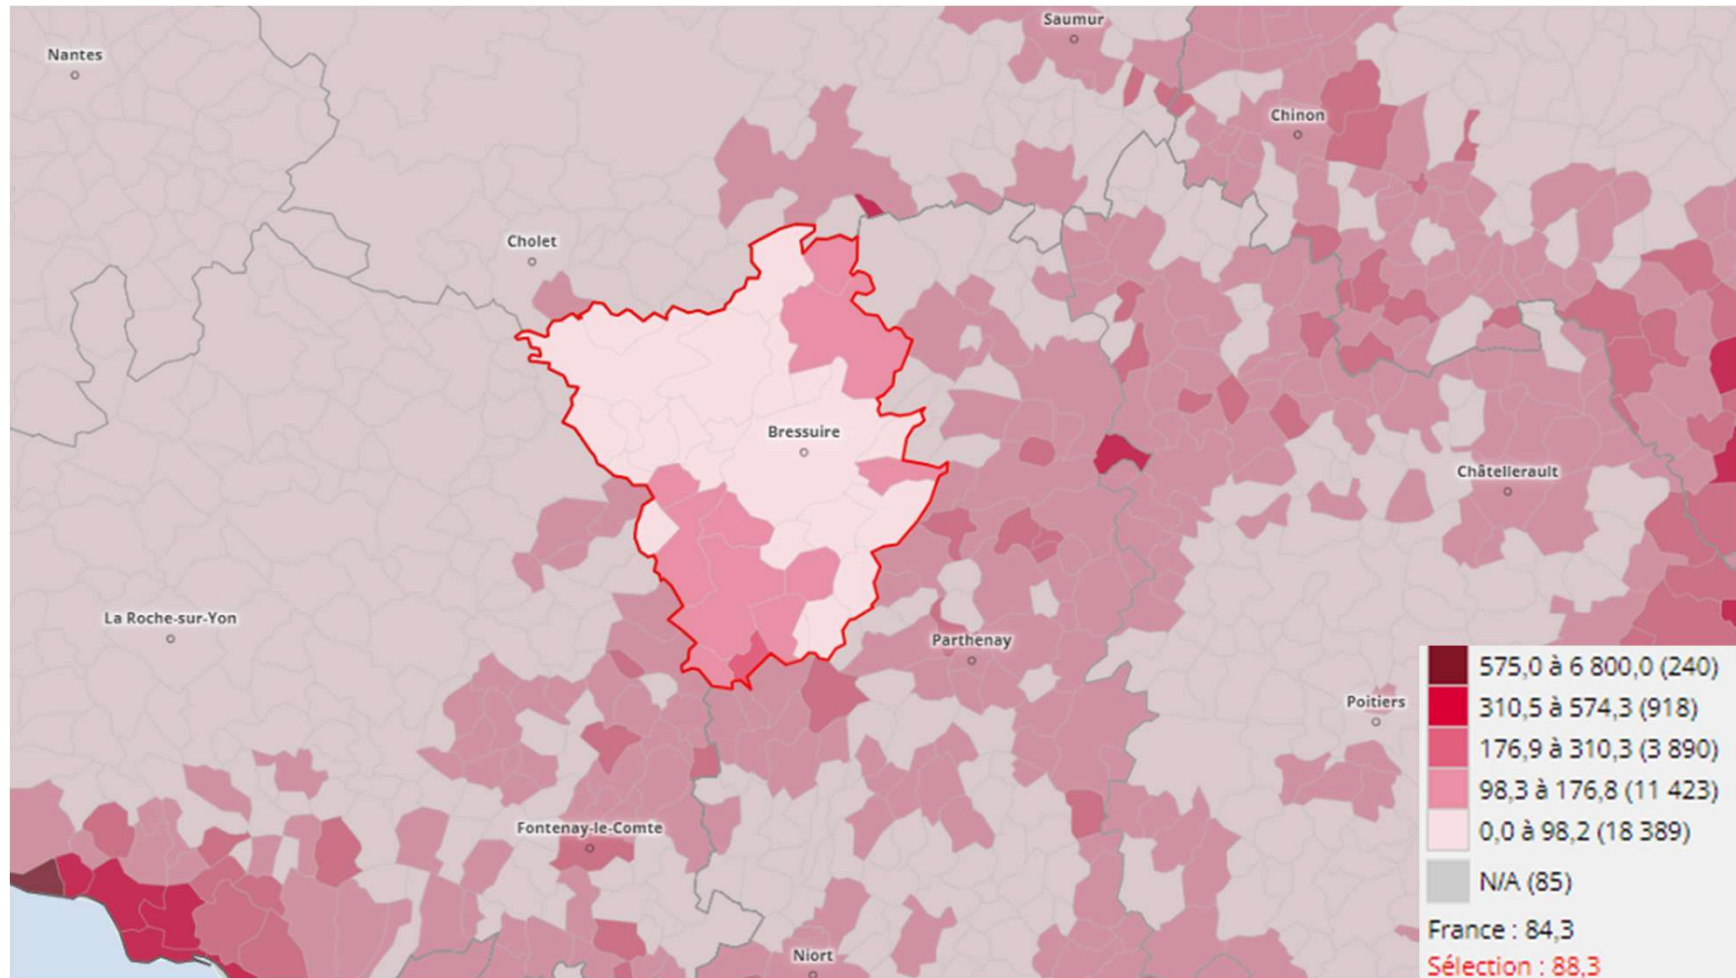 Saumur
Nantes
Chinon
Cholet
Bressuire
Châtellerault
La Roche-sur-Yon
Parthenay
Poitiers
Fontenay-le-Comte
Niort
575,0 à 6 800,0 (240)
310,5 à 574,3 (918)
176,9 à 310,3 (3 890)
98,3 à 176,8 (11 423)
0,0 à 98,2 (18 389)
N/A (85)
France : 84,3
Sélection : 88,3